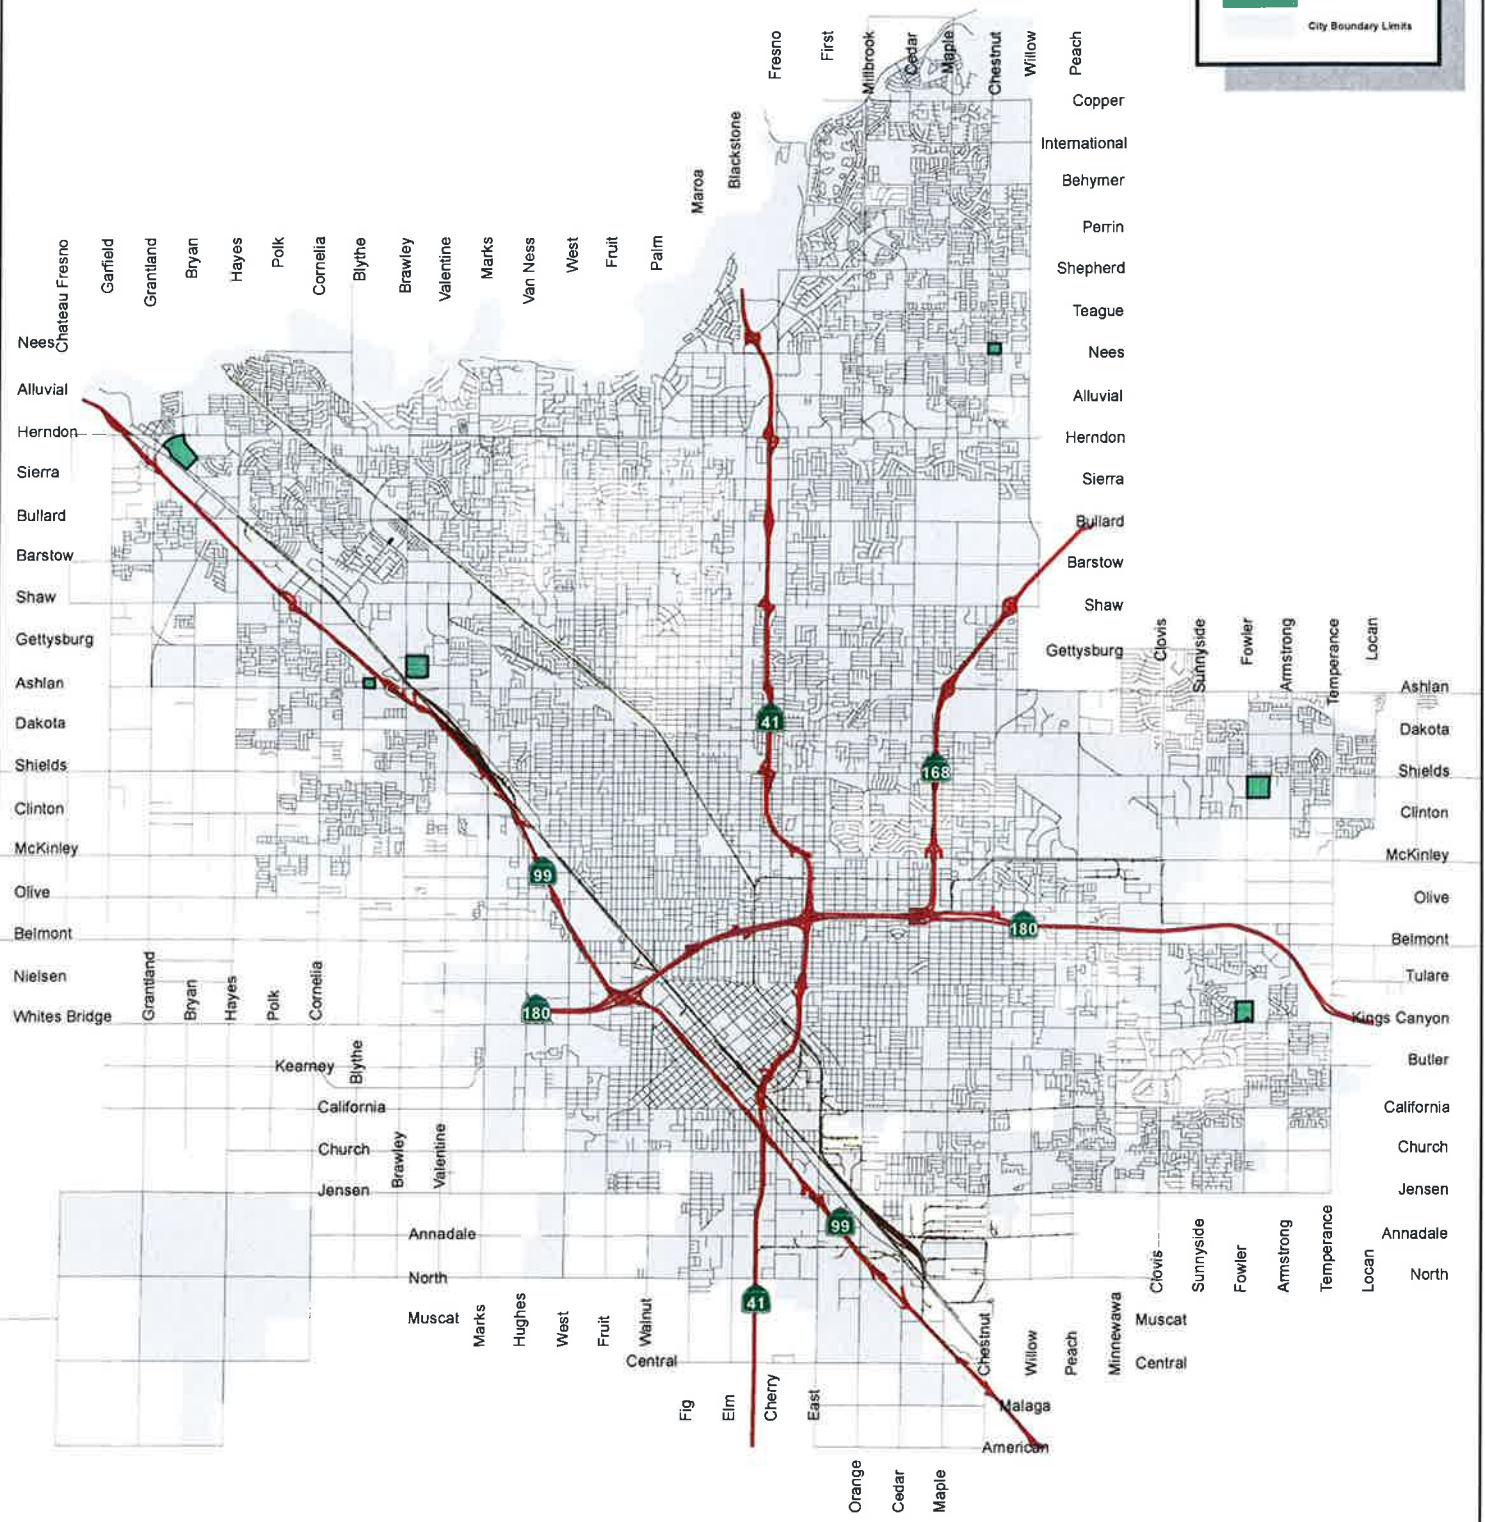 City Boundary Limits
Fresno
First
Millbrook
Cedar
Maple
Chestnut
Willow
Peach
Copper
International
Behymer
Perrin
Shepherd
Teague
Nees
Alluvial
Herndon
Sierra
Bullard
Barstow
Shaw
Gettysburg
Maroa
Blackstone
Chateau Fresno
Garfield
Grantland
Bryan
Hayes
Polk
Cornelia
Blythe
Brawley
Valentine
Marks
Van Ness
West
Fruit
Palm
Nees
Alluvial
Herndon
Sierra
Bullard
Barstow
Shaw
Gettysburg
Ashlan
Dakota
Shields
Clinton
McKinley
Olive
Belmont
Nielsen
Whites Bridge
Clovis
Sunnyside
Fowler
Armstrong
Temperance
Locan
Ashlan
Dakota
Shields
Clinton
McKinley
Olive
Belmont
Tulare
Kings Canyon
Butler
California
Church
Jensen
Annadale
North
41
168
99
180
180
99
41
Grantland
Bryan
Hayes
Polk
Cornelia
Kearney
Blythe
California
Church
Jensen
Brawley
Valentine
Annadale
North
Muscat
Marks
Hughes
West
Fruit
Walnut
Central
Fig
Elm
Cherry
East
Orange
Cedar
Maple
Chestnut
Willow
Peach
Minnewawa
Muscat
Central
Malaga
American
Clovis
Sunnyside
Fowler
Armstrong
Temperance
Locan